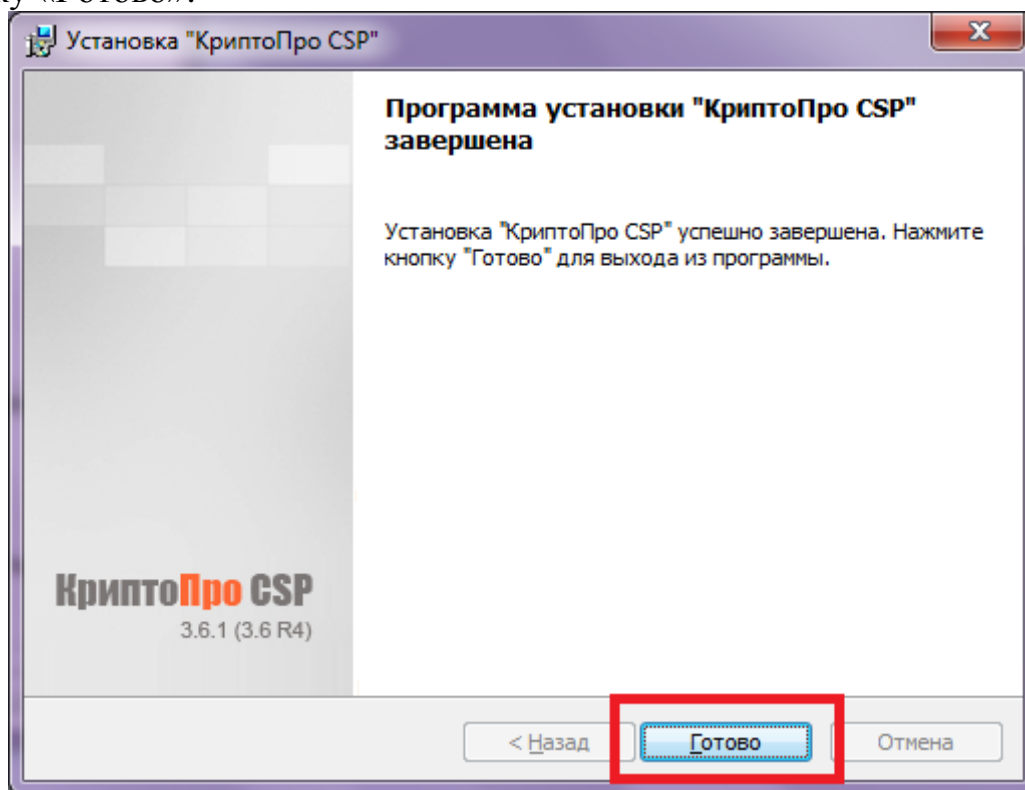 «Готово».
Установка "КриптоПро CSP"
Программа установки "КриптоПро CSP"
завершена
Установка "КриптоПро CSP" успешно завершена. Нажмите
кнопку "Готово" для выхода из программы.
КриптоПро CSP
3.6.1 (3.6 R4)
< Назад
Готово
Отмена